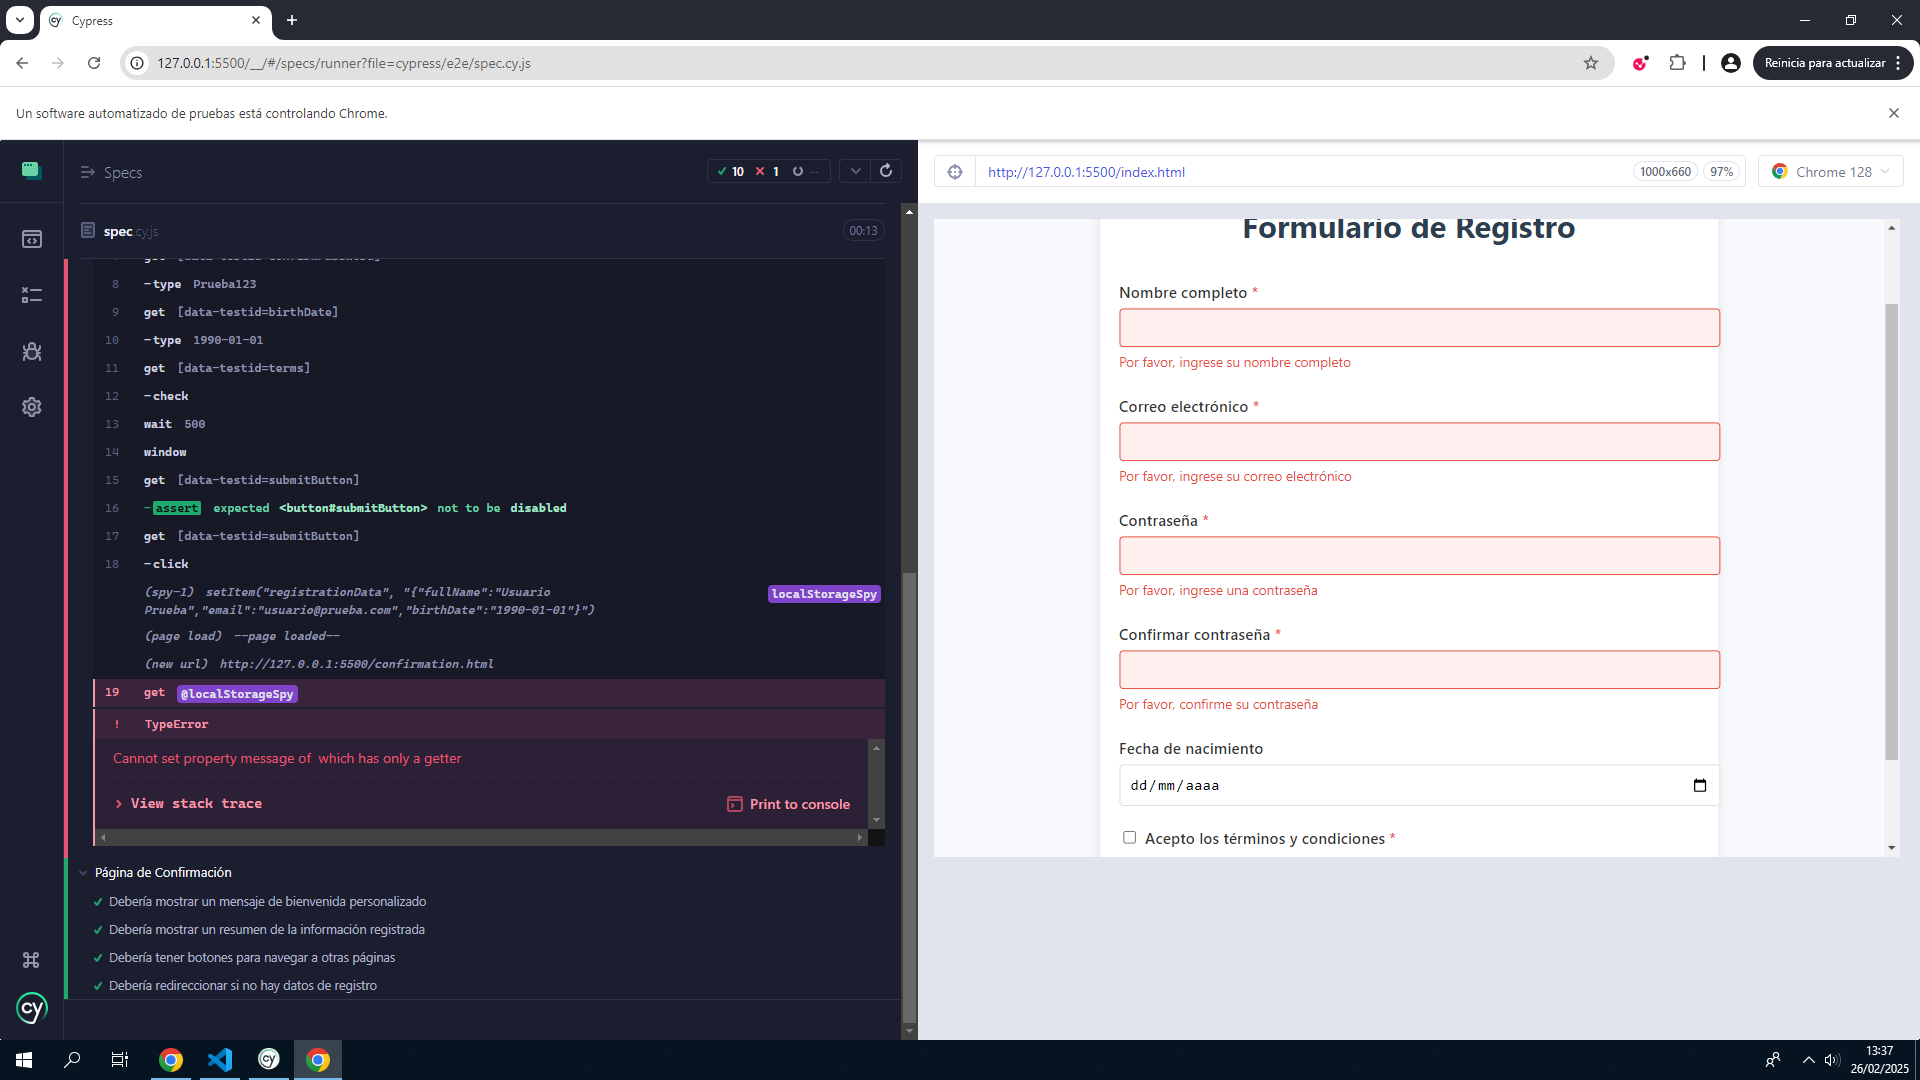 Cypress
127.0.0.1:5500/__/#/specs/runner?file=cypress/e2e/spec.cy.js
Reinicia para actualizar
Un software automatizado de pruebas está controlando Chrome.
Specs
10 1 --
http://127.0.0.1:5500/index.html
1000x660
97%
Chrome 128
spec.cy.js
00:13
8 -type Prueba123
9 get [data-testid=birthDate]
10 -type 1990-01-01
11 get [data-testid=terms]
12 -check
13 wait 500
14 window
15 get [data-testid=submitButton]
16 -assert expected <button#submitButton> not to be disabled
17 get [data-testid=submitButton]
18 -click
(spy-1) setItem("registrationData", "{"fullName":"Usuario
Prueba","email":"usuario@prueba.com","birthDate":"1990-01-01"}")
localStorageSpy
(page load) --page loaded--
(new url) http://127.0.0.1:5500/confirmation.html
19 get @localStorageSpy
! TypeError
Cannot set property message of which has only a getter
View stack trace
Print to console
Página de Confirmación
Debería mostrar un mensaje de bienvenida personalizado
Debería mostrar un resumen de la información registrada
Debería tener botones para navegar a otras páginas
Debería redireccionar si no hay datos de registro
cy
Formulario de Registro
Nombre completo *
Por favor, ingrese su nombre completo
Correo electrónico *
Por favor, ingrese su correo electrónico
Contraseña *
Por favor, ingrese una contraseña
Confirmar contraseña *
Por favor, confirme su contraseña
Fecha de nacimiento
dd/mm/aaaa
Acepto los términos y condiciones *
13:37
26/02/2025